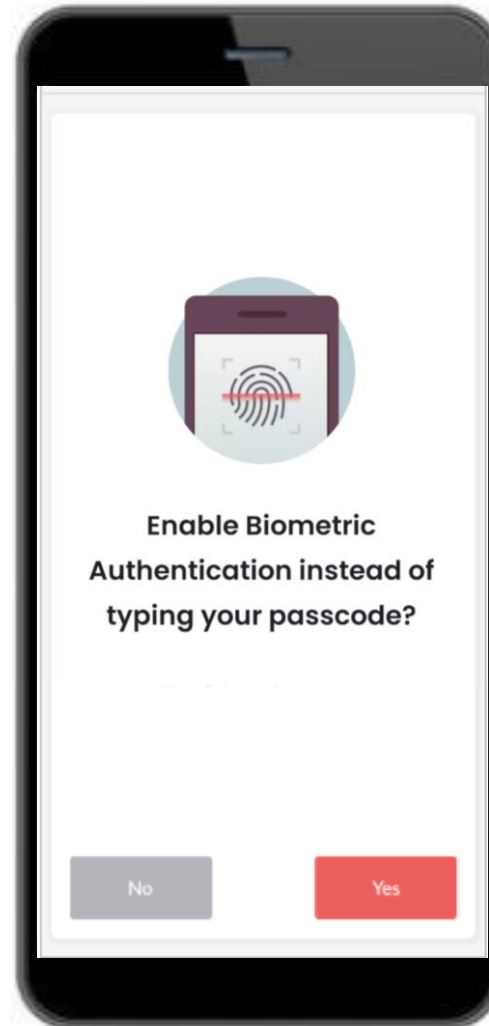 Enable Biometric
Authentication instead of
typing your passcode?
No
Yes